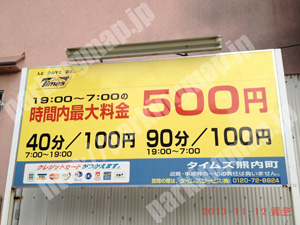 Times
19:00～7:00の
時間内最大料金 500円
40分／100円 90分／100円
7:00～19:00 19:00～7:00
クレジットカードがつかえます。
タイムズ熊内町
0120-72-8924